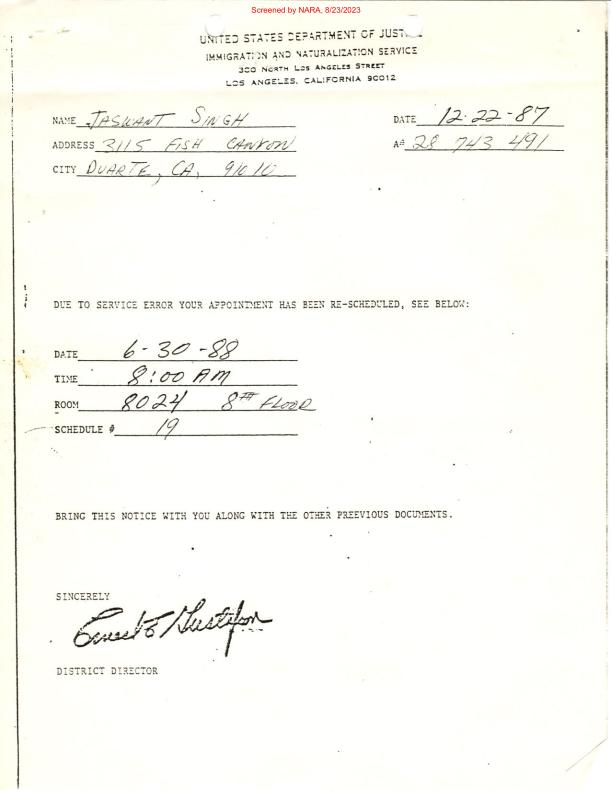 Screened by NARA, 8/23/2023
UNITED STATES DEPARTMENT OF JUST
IMMIGRATION AND NATURALIZATION SERVICE
300 NORTH LOS ANGELES STREET
LOS ANGELES, CALIFORNIA 90012
NAME JASWANT SINGH DATE 12-22-87
ADDRESS 3115 FISH CANYON A# 28 743 491
CITY DUARTE, CA, 91010
DUE TO SERVICE ERROR YOUR APPOINTMENT HAS BEEN RE-SCHEDULED, SEE BELOW:
DATE 6-30-88
TIME 8:00 AM
ROOM 8024 8TH FLOOR
SCHEDULE # 19
BRING THIS NOTICE WITH YOU ALONG WITH THE OTHER PREEVIOUS DOCUMENTS.
SINCERELY
Ernest E Gustafson
DISTRICT DIRECTOR